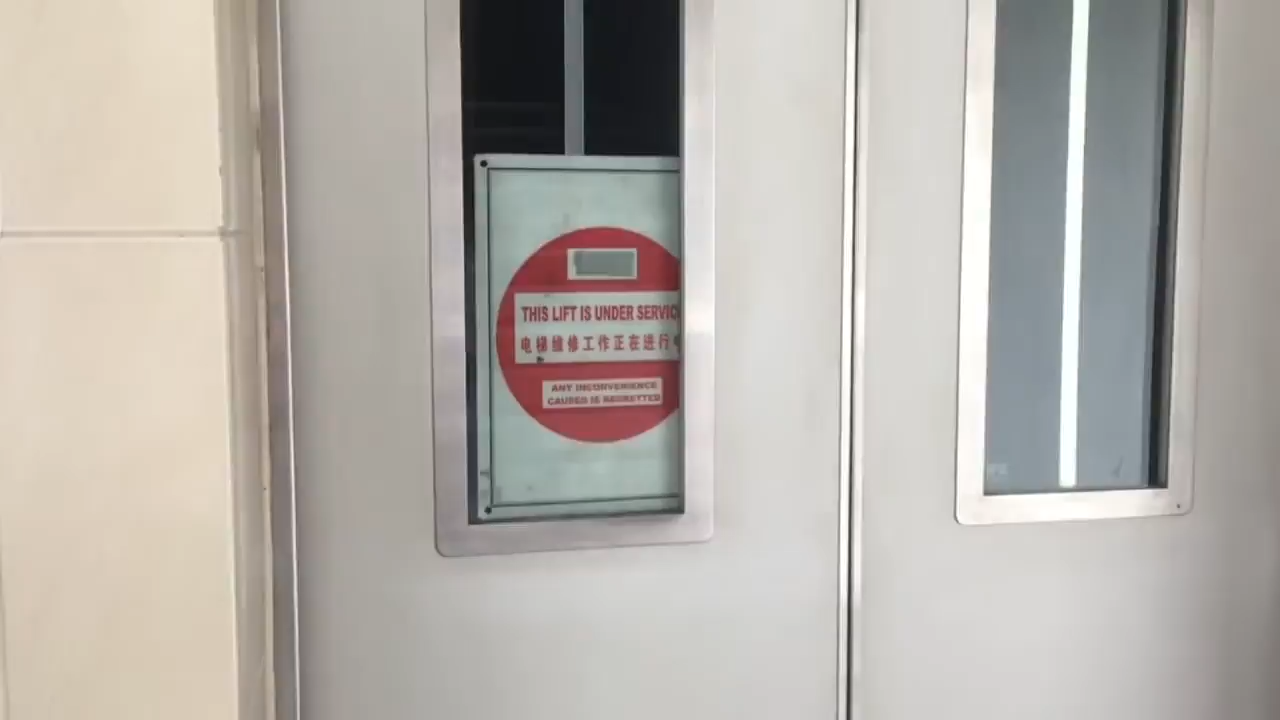 THIS LIFT IS UNDER SERVIC
电梯维修工作正在进行
ANY INCONVENIENCE
CAUSED IS REGRETTED